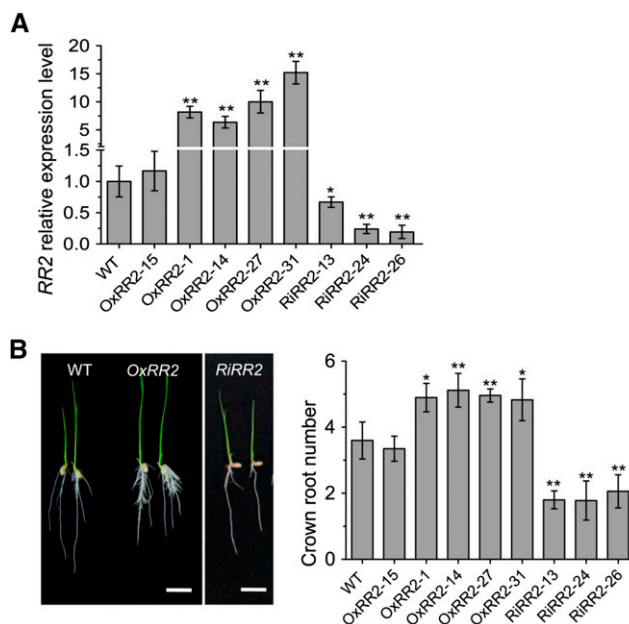 A
RR2 relative expression level
20
15
10
5
1.5
1.0
0.5
0.0
** ** ** ** * ** **
WT OxRR2-15 OxRR2-1 OxRR2-14 OxRR2-27 OxRR2-31 RiRR2-13 RiRR2-24 RiRR2-26
B
WT OxRR2 RiRR2
Crown root number
6
4
2
0
* ** ** * ** ** **
WT OxRR2-15 OxRR2-1 OxRR2-14 OxRR2-27 OxRR2-31 RiRR2-13 RiRR2-24 RiRR2-26